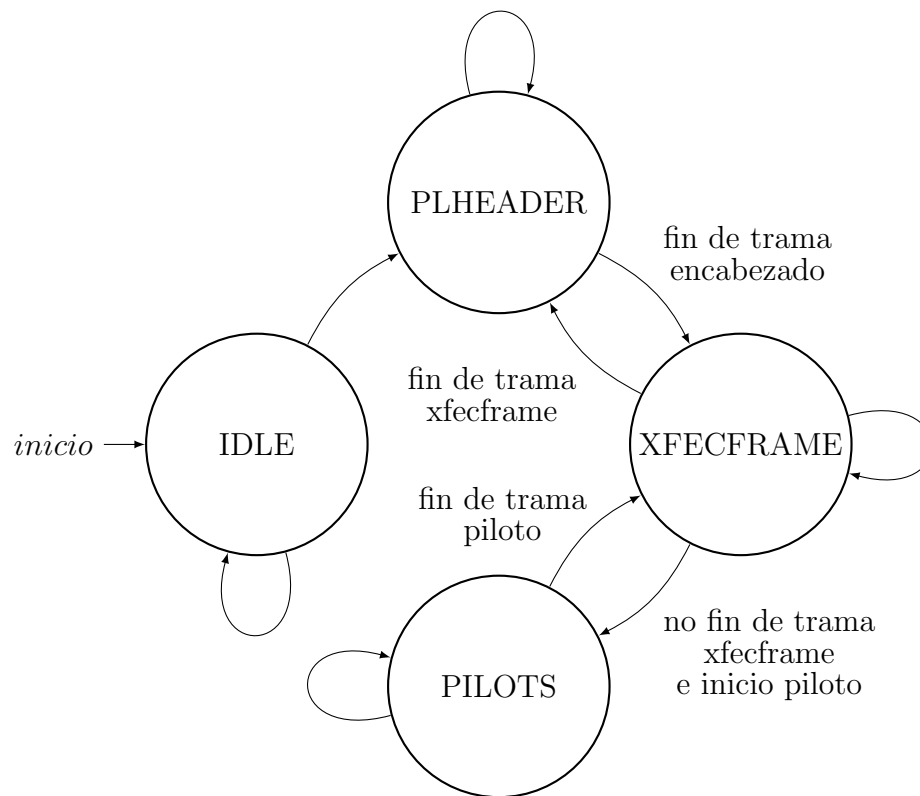 PLHEADER
fin de trama
encabezado
fin de trama
xfecframe
inicio
IDLE
XFECFRAME
fin de trama
piloto
no fin de trama
xfecframe
e inicio piloto
PILOTS